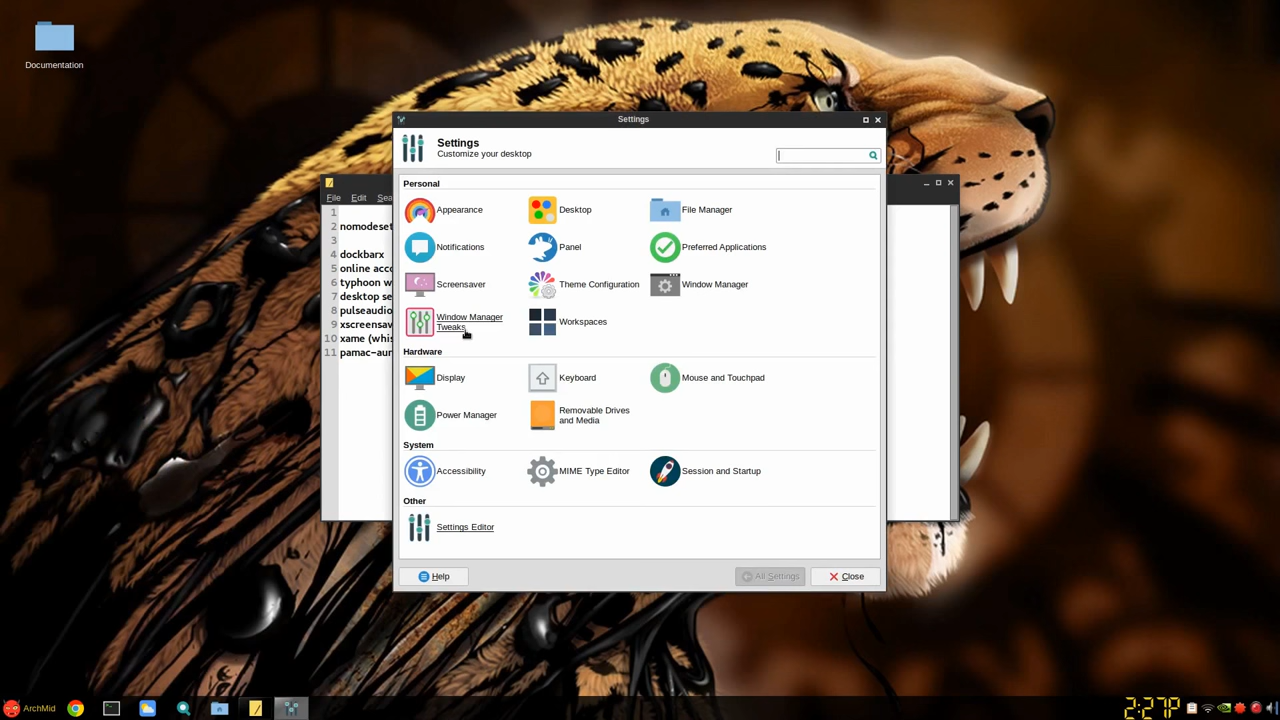 Documentation
Settings
Settings
Customize your desktop
File Edit Sea
1
2 nomodeset
3
4 dockbarx
5 online acco
6 typhoon w
7 desktop se
8 pulseaudio
9 xscreensav
10 xame (whis
11 pamac-aur
Personal
Appearance Desktop File Manager
Notifications Panel Preferred Applications
Screensaver Theme Configuration Window Manager
Window Manager
Tweaks
Workspaces
Hardware
Display Keyboard Mouse and Touchpad
Power Manager
Removable Drives
and Media
System
Accessibility MIME Type Editor Session and Startup
Other
Settings Editor
Help All Settings Close
ArchMid 2:27P